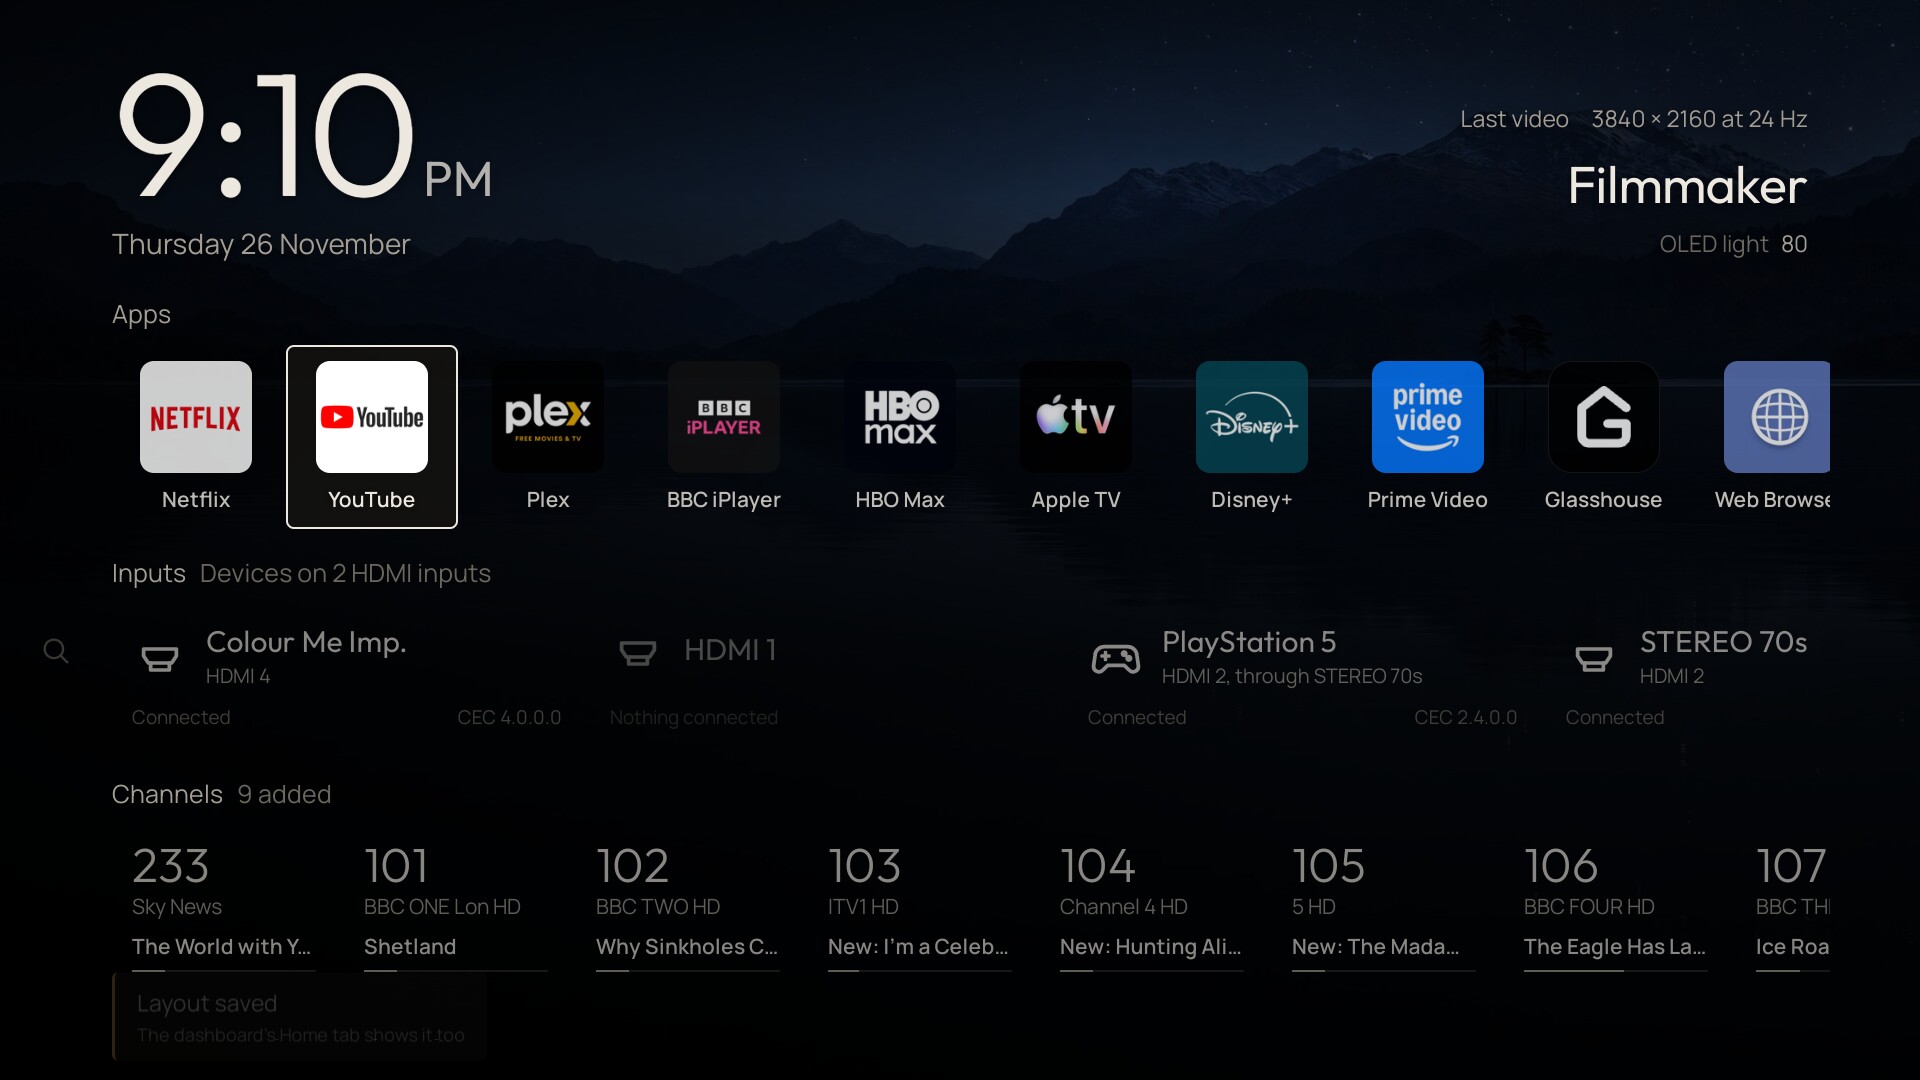 9:10 PM
Thursday 26 November
Last video 3840 × 2160 at 24 Hz
Filmmaker
OLED light 80
Apps
NETFLIX
YouTube
plex
FREE MOVIES & TV
BBC
iPLAYER
HBO
max
tv
Disney+
prime
video
Netflix
YouTube
Plex
BBC iPlayer
HBO Max
Apple TV
Disney+
Prime Video
Glasshouse
Web Browse
Inputs Devices on 2 HDMI inputs
Colour Me Imp.
HDMI 4
Connected CEC 4.0.0.0
HDMI 1
Nothing connected
PlayStation 5
HDMI 2, through STEREO 70s
Connected CEC 2.4.0.0
STEREO 70s
HDMI 2
Connected
Channels 9 added
233
Sky News
The World with Y...
101
BBC ONE Lon HD
Shetland
102
BBC TWO HD
Why Sinkholes C...
103
ITV1 HD
New: I'm a Celeb...
104
Channel 4 HD
New: Hunting Ali...
105
5 HD
New: The Mada...
106
BBC FOUR HD
The Eagle Has La...
107
BBC TH
Ice Roa
Layout saved
The dashboard's Home tab shows it too